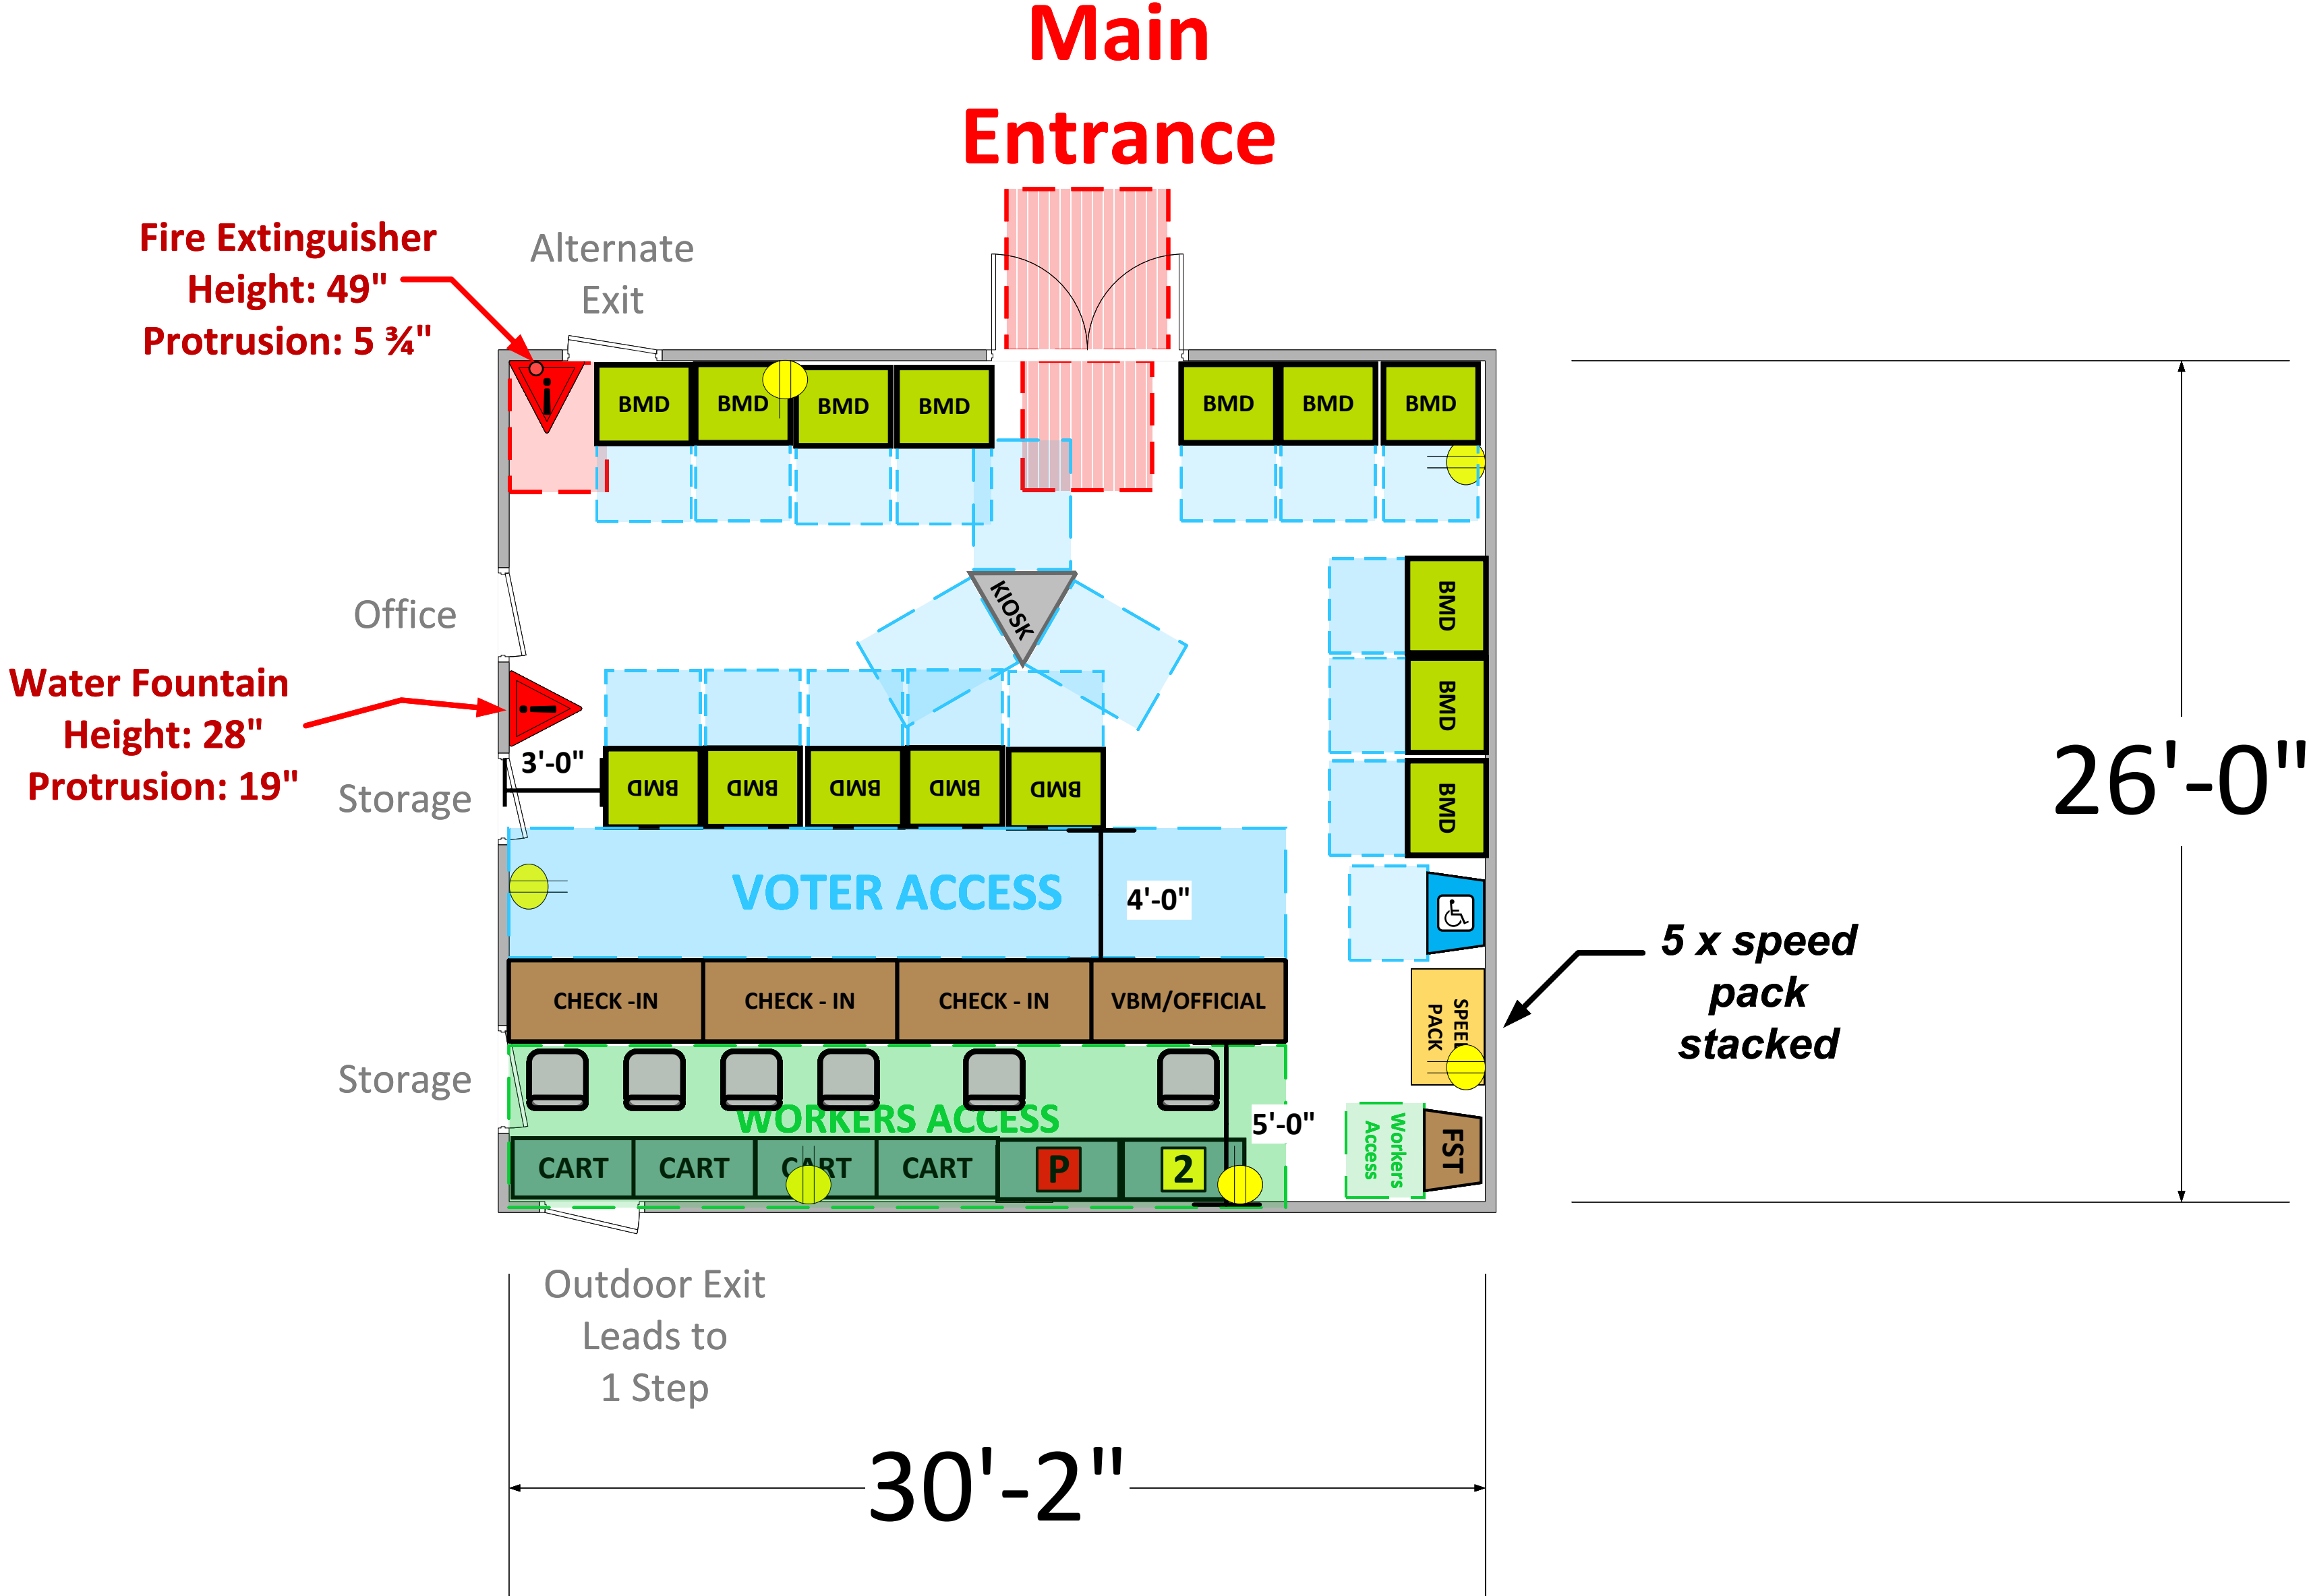 Main
Entrance
Fire Extinguisher
Height: 49"
Protrusion: 5 ¾"
Alternate
Exit
BMD
BMD
BMD
BMD
BMD
BMD
BMD
Office
KIOSK
BMD
BMD
BMD
Water Fountain
Height: 28"
Protrusion: 19"
3'-0"
Storage
BMD
BMD
BMD
BMD
BMD
26'-0"
VOTER ACCESS
4'-0"
5 x speed
pack
stacked
CHECK -IN
CHECK - IN
CHECK - IN
VBM/OFFICIAL
SPEED
PACK
Storage
WORKERS ACCESS
5'-0"
Workers
Access
FST
CART
CART
CART
CART
P
2
Outdoor Exit
Leads to
1 Step
30'-2"